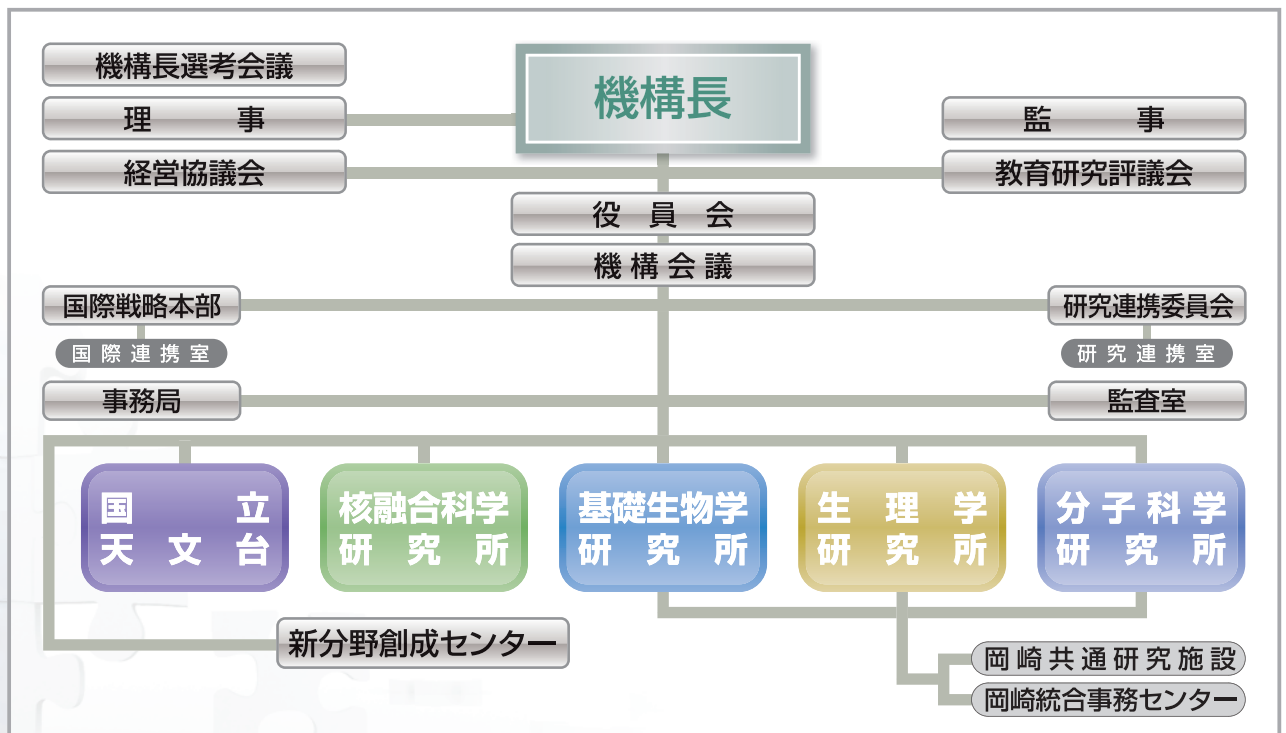 機構長選考会議
機構長
理事
監事
経営協議会
教育研究評議会
役員会
機構会議
国際戦略本部
研究連携委員会
国際連携室
研究連携室
事務局
監査室
国立
天文台
核融合科学
研究所
基礎生物学
研究所
生理学
研究所
分子科学
研究所
新分野創成センター
岡崎共通研究施設
岡崎統合事務センター